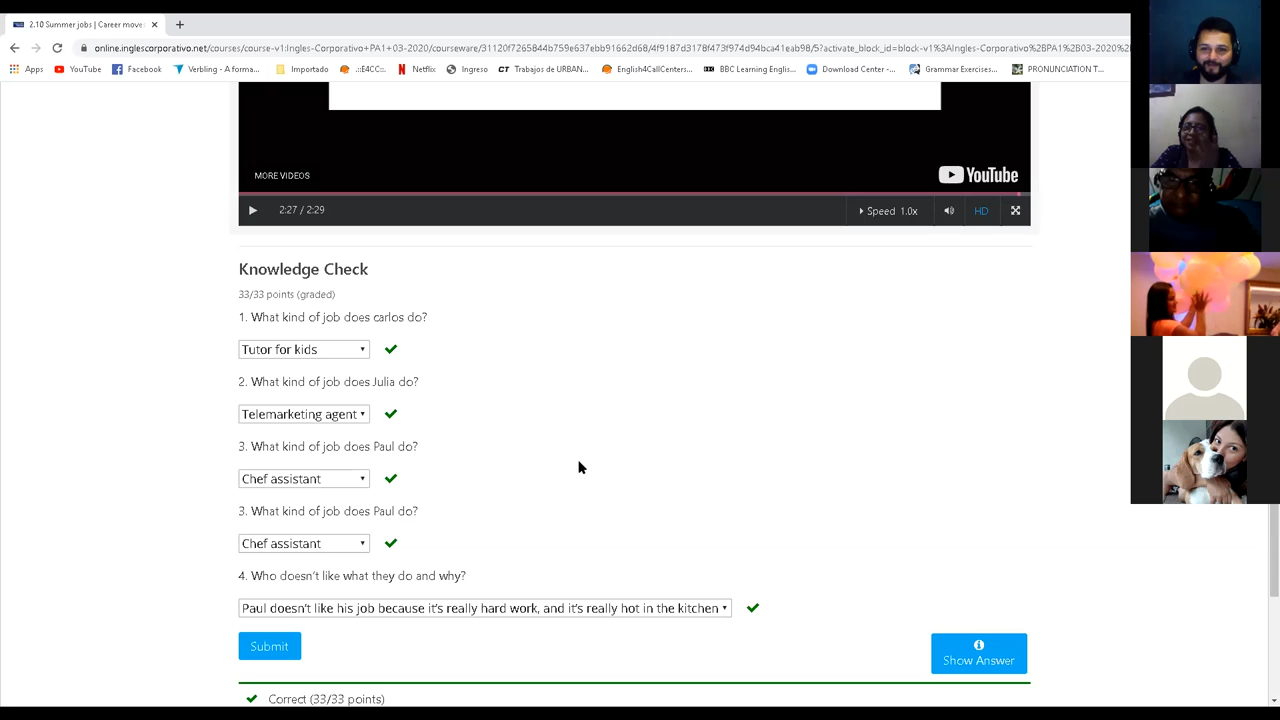 2.10 Summer jobs | Career move
online.inglescorporativo.net/courses/course-v1:Ingles-Corporativo+PA1+03-2020/courseware/31120f7265844b759e637ebb91662d68/4f9187d3178f473f974d94bca41eab98/5?activate_block_id=block-v1%3AIngles-Corporativo%2BPA1%2B03-2020%
Apps YouTube Facebook Verbling - A forma... Importado .::E4CC::. Netflix Ingreso CT Trabajos de URBAN... English4CallCenters... BBC Learning Englis... Download Center -... Grammar Exercises... PRONUNCIATION T...
MORE VIDEOS
YouTube
2:27 / 2:29
Speed 1.0x
HD
Knowledge Check
33/33 points (graded)
1. What kind of job does carlos do?
Tutor for kids
2. What kind of job does Julia do?
Telemarketing agent
3. What kind of job does Paul do?
Chef assistant
3. What kind of job does Paul do?
Chef assistant
4. Who doesn't like what they do and why?
Paul doesn't like his job because it's really hard work, and it's really hot in the kitchen
Submit
Show Answer
Correct (33/33 points)